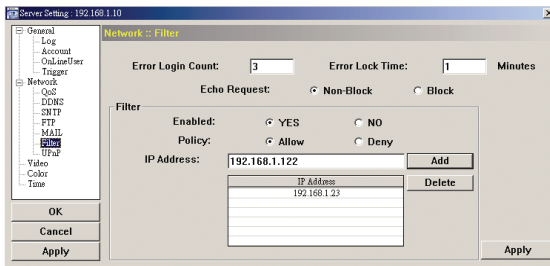 Server Setting : 192.168.1.10
General
Log
Account
OnLineUser
Trigger
Network
QoS
DDNS
SNTP
FTP
MAIL
Filter
UPnP
Video
Color
Time
OK
Cancel
Apply
Network :: Filter
Error Login Count: 3 Error Lock Time: 1 Minutes
Echo Request: Non-Block Block
Filter
Enabled: YES NO
Policy: Allow Deny
IP Address: 192.168.1.122 Add
IP Address Delete
192.168.1.23
Apply